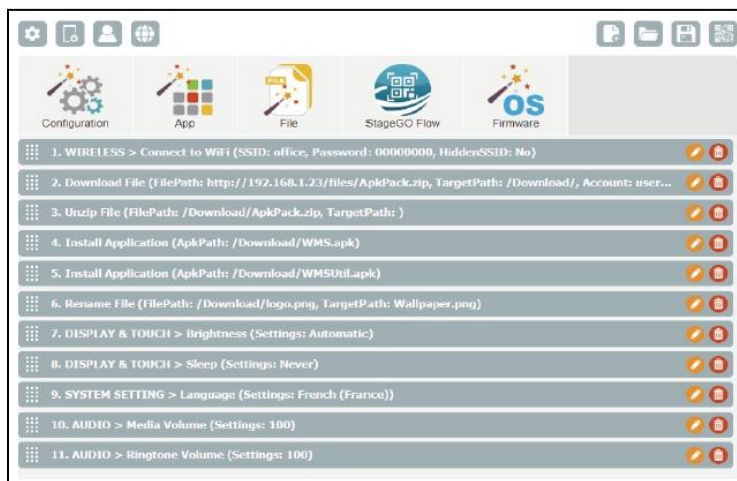 FILE
OS
Configuration App File StageGO Flow Firmware
1. WIRELESS > Connect to WiFi (SSID: office, Password: 00000000, HiddenSSID: No)
2. Download File (FilePath: http://192.168.1.23/files/ApkPack.zip, TargetPath: /Download/, Account: user...
3. Unzip File (FilePath: /Download/ApkPack.zip, TargetPath: )
4. Install Application (ApkPath: /Download/WMS.apk)
5. Install Application (ApkPath: /Download/WMSUtil.apk)
6. Rename File (FilePath: /Download/logo.png, TargetPath: Wallpaper.png)
7. DISPLAY & TOUCH > Brightness (Settings: Automatic)
8. DISPLAY & TOUCH > Sleep (Settings: Never)
9. SYSTEM SETTING > Language (Settings: French (France))
10. AUDIO > Media Volume (Settings: 100)
11. AUDIO > Ringtone Volume (Settings: 100)